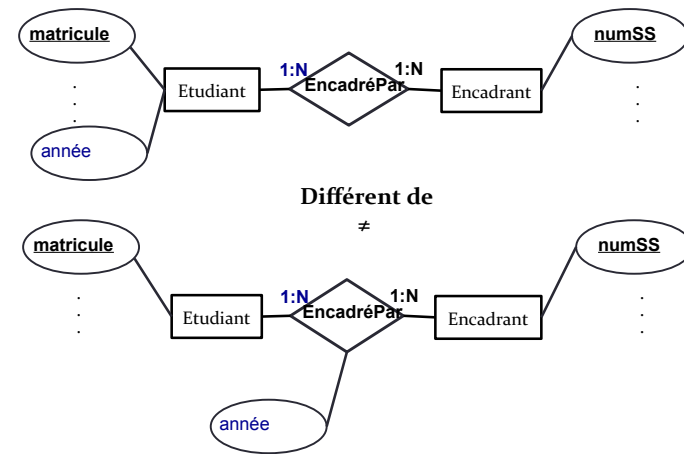 matricule
numSS
1:N
1:N
EncadréPar
Etudiant
Encadrant
.
.
.
.
.
.
année
Différent de
≠
matricule
numSS
1:N
1:N
EncadréPar
Etudiant
Encadrant
.
.
.
.
.
.
année